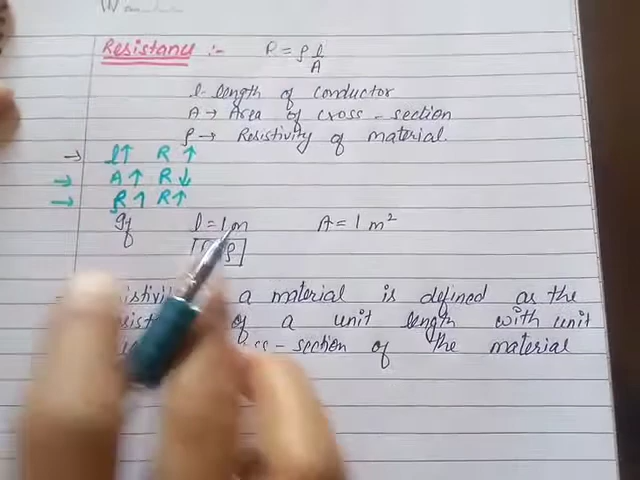 Resistance :- R = ρ l/A
l- length of conductor
A → Area of cross-section
ρ → Resistivity of material.
→ l↑ R ↑
→ A ↑ R ↓
→ ρ ↑ R↑
If l = 1 m A = 1 m²
ρ
a material is defined as the
of a unit length with unit
cross-section of the material